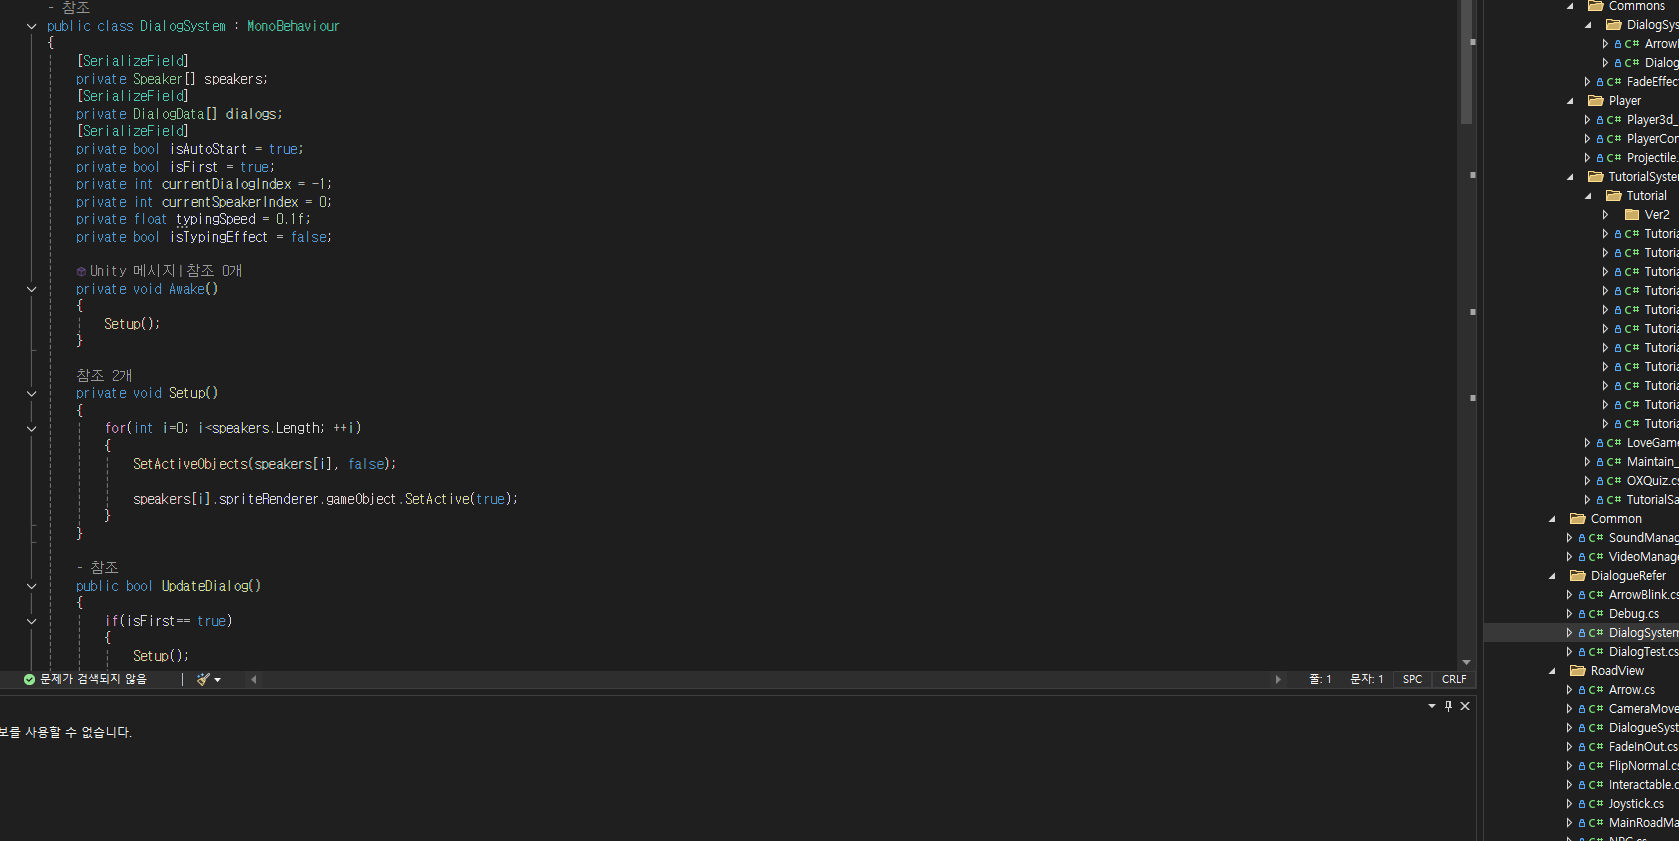 - 참조
public class DialogSystem : MonoBehaviour
{
[SerializeField]
private Speaker[] speakers;
[SerializeField]
private DialogData[] dialogs;
[SerializeField]
private bool isAutoStart = true;
private bool isFirst = true;
private int currentDialogIndex = -1;
private int currentSpeakerIndex = 0;
private float typingSpeed = 0.1f;
private bool isTypingEffect = false;
Unity 메시지|참조 0개
private void Awake()
{
Setup();
}
참조 2개
private void Setup()
{
for(int i=0; i<speakers.Length; ++i)
{
SetActiveObjects(speakers[i], false);
speakers[i].spriteRenderer.gameObject.SetActive(true);
}
}
- 참조
public bool UpdateDialog()
{
if(isFirst== true)
{
Setup();
문제가 검색되지 않음
줄: 1 문자: 1 SPC CRLF
보를 사용할 수 없습니다.
Commons
DialogSys
C# Arrow
C# Dialog
C# FadeEffec
Player
C# Player3d_
C# PlayerCon
C# Projectile.
TutorialSyste
Tutorial
Ver2
C# Tutoria
C# Tutoria
C# Tutoria
C# Tutoria
C# Tutoria
C# Tutoria
C# Tutoria
C# Tutoria
C# Tutoria
C# Tutoria
C# Tutoria
C# LoveGam
C# Maintain_
C# OXQuiz.cs
C# TutorialSa
Common
C# SoundManag
C# VideoManag
DialogueRefer
C# ArrowBlink.cs
C# Debug.cs
C# DialogSystem
C# DialogTest.cs
RoadView
C# Arrow.cs
C# CameraMove
C# DialogueSyst
C# FadeInOut.cs
C# FlipNormal.cs
C# Interactable.c
C# Joystick.cs
C# MainRoadMa
C# NPC.cs